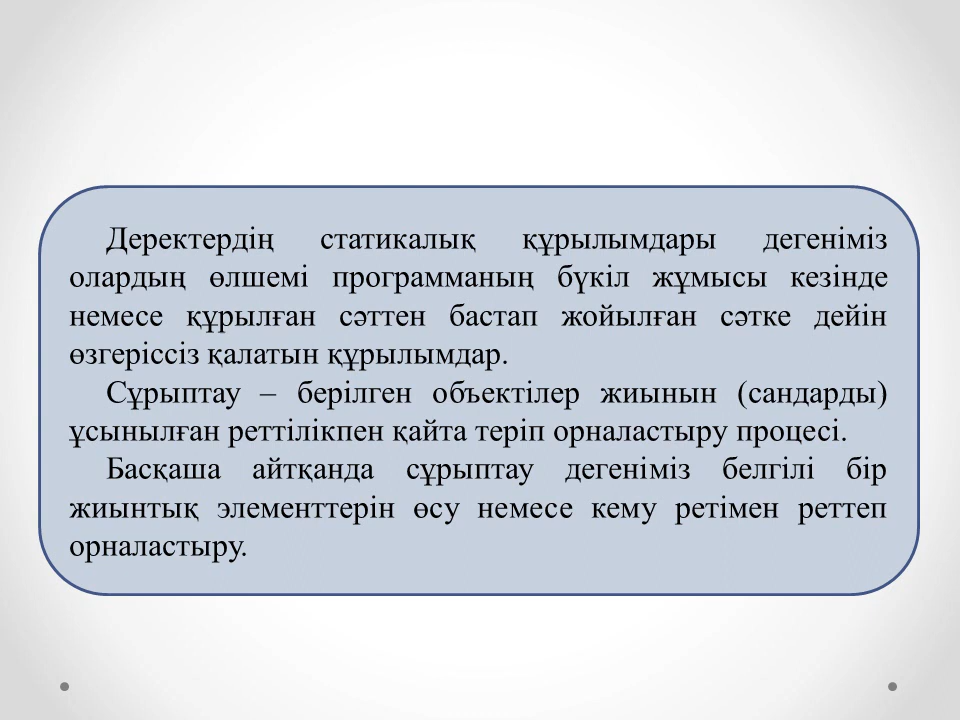 Деректердің статикалық құрылымдары дегеніміз
олардың өлшемі программаның бүкіл жұмысы кезінде
немесе құрылған сәттен бастап жойылған сәтке дейін
өзгеріссіз қалатын құрылымдар.
Сұрыптау – берілген объектілер жиынын (сандарды)
ұсынылған реттілікпен қайта теріп орналастыру процесі.
Басқаша айтқанда сұрыптау дегеніміз белгілі бір
жиынтық элементтерін өсу немесе кему ретімен реттеп
орналастыру.